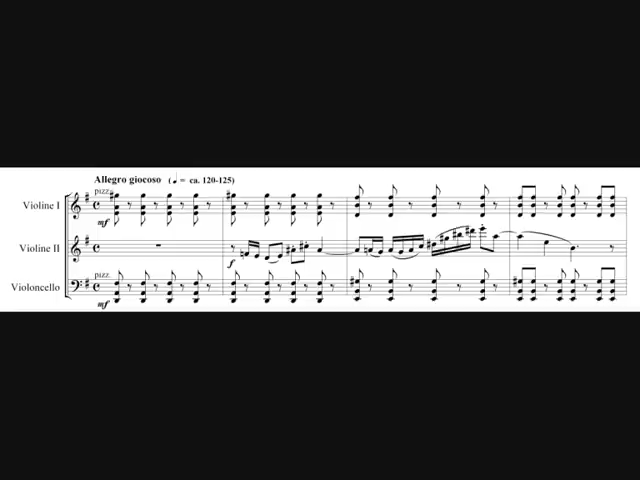 Allegro giocoso (♩ = ca. 120-125)
pizz.
Violine I
mf
Violine II
f
pizz.
Violoncello
mf